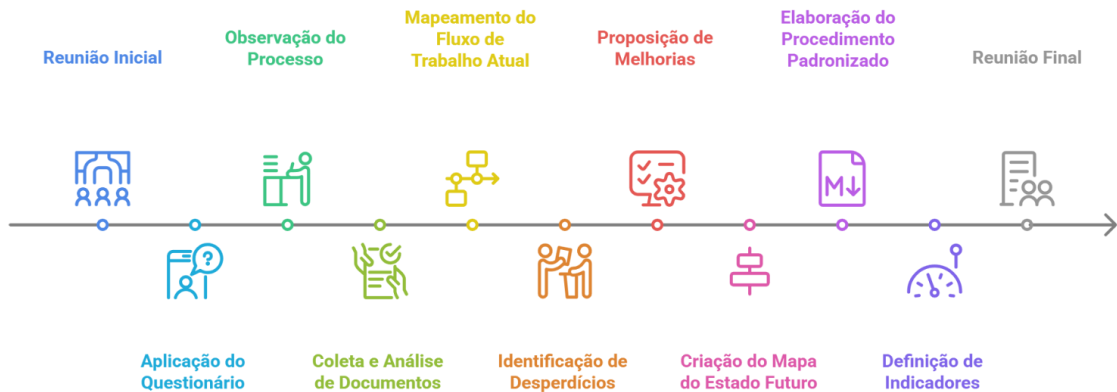 Reunião Inicial
Observação do
Processo
Mapeamento do
Fluxo de
Trabalho Atual
Proposição de
Melhorias
Elaboração do
Procedimento
Padronizado
Reunião Final
?
M↓
Aplicação do
Questionário
Coleta e Análise
de Documentos
Identificação de
Desperdícios
Criação do Mapa
do Estado Futuro
Definição de
Indicadores